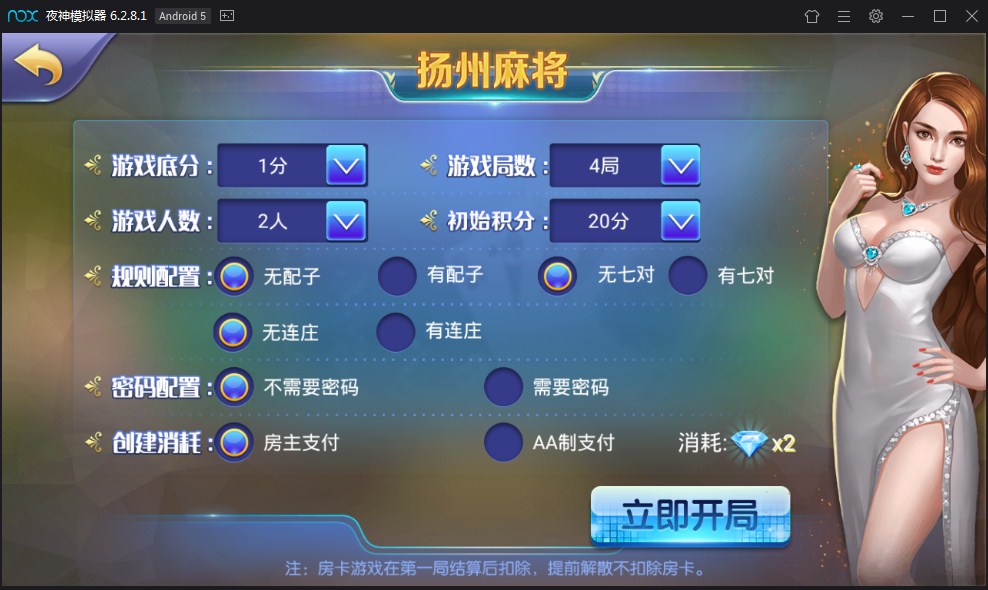 nox 夜神模拟器 6.2.8.1 Android 5
扬州麻将
游戏底分: 1分 游戏局数: 4局
游戏人数: 2人 初始积分: 20分
规则配置: 无配子 有配子 无七对 有七对
无连庄 有连庄
密码配置: 不需要密码 需要密码
创建消耗: 房主支付 AA制支付 消耗: x2
立即开局
注：房卡游戏在第一局结算后扣除，提前解散不扣除房卡。